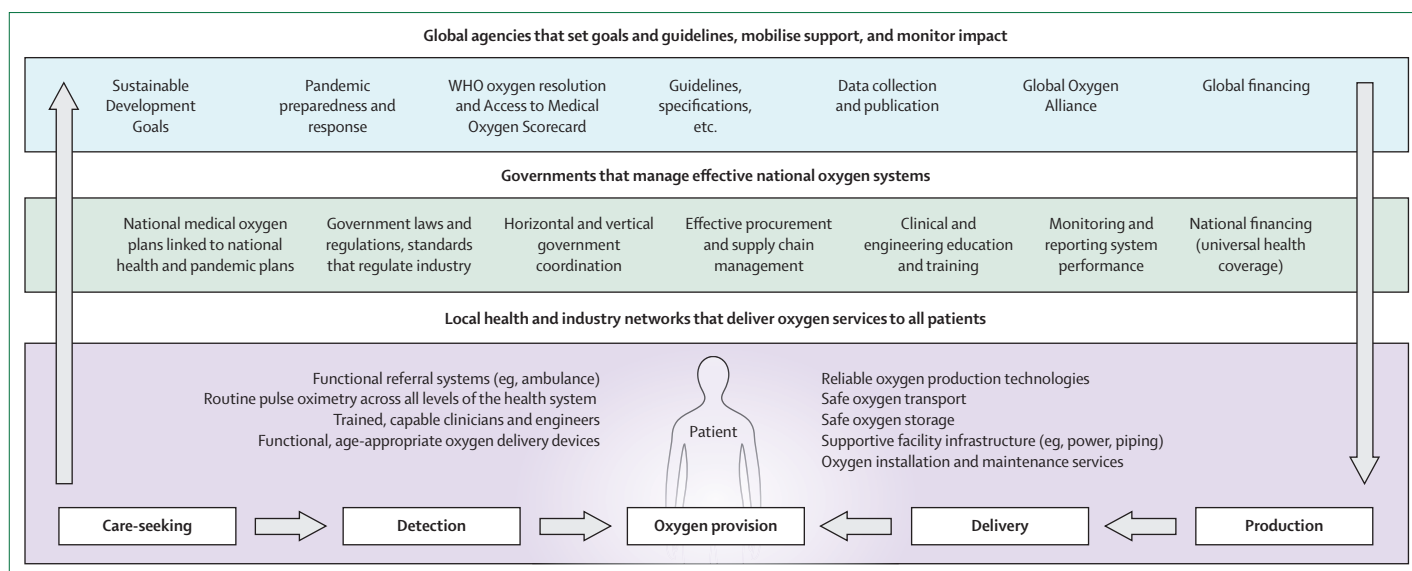 Global agencies that set goals and guidelines, mobilise support, and monitor impact
Sustainable
Development
Goals
Pandemic
preparedness and
response
WHO oxygen resolution
and Access to Medical
Oxygen Scorecard
Guidelines,
specifications,
etc.
Data collection
and publication
Global Oxygen
Alliance
Global financing
Governments that manage effective national oxygen systems
National medical oxygen
plans linked to national
health and pandemic plans
Government laws and
regulations, standards
that regulate industry
Horizontal and vertical
government
coordination
Effective procurement
and supply chain
management
Clinical and
engineering education
and training
Monitoring and
reporting system
performance
National financing
(universal health
coverage)
Local health and industry networks that deliver oxygen services to all patients
Functional referral systems (eg, ambulance)
Routine pulse oximetry across all levels of the health system
Trained, capable clinicians and engineers
Functional, age-appropriate oxygen delivery devices
Patient
Reliable oxygen production technologies
Safe oxygen transport
Safe oxygen storage
Supportive facility infrastructure (eg, power, piping)
Oxygen installation and maintenance services
Care-seeking
Detection
Oxygen provision
Delivery
Production